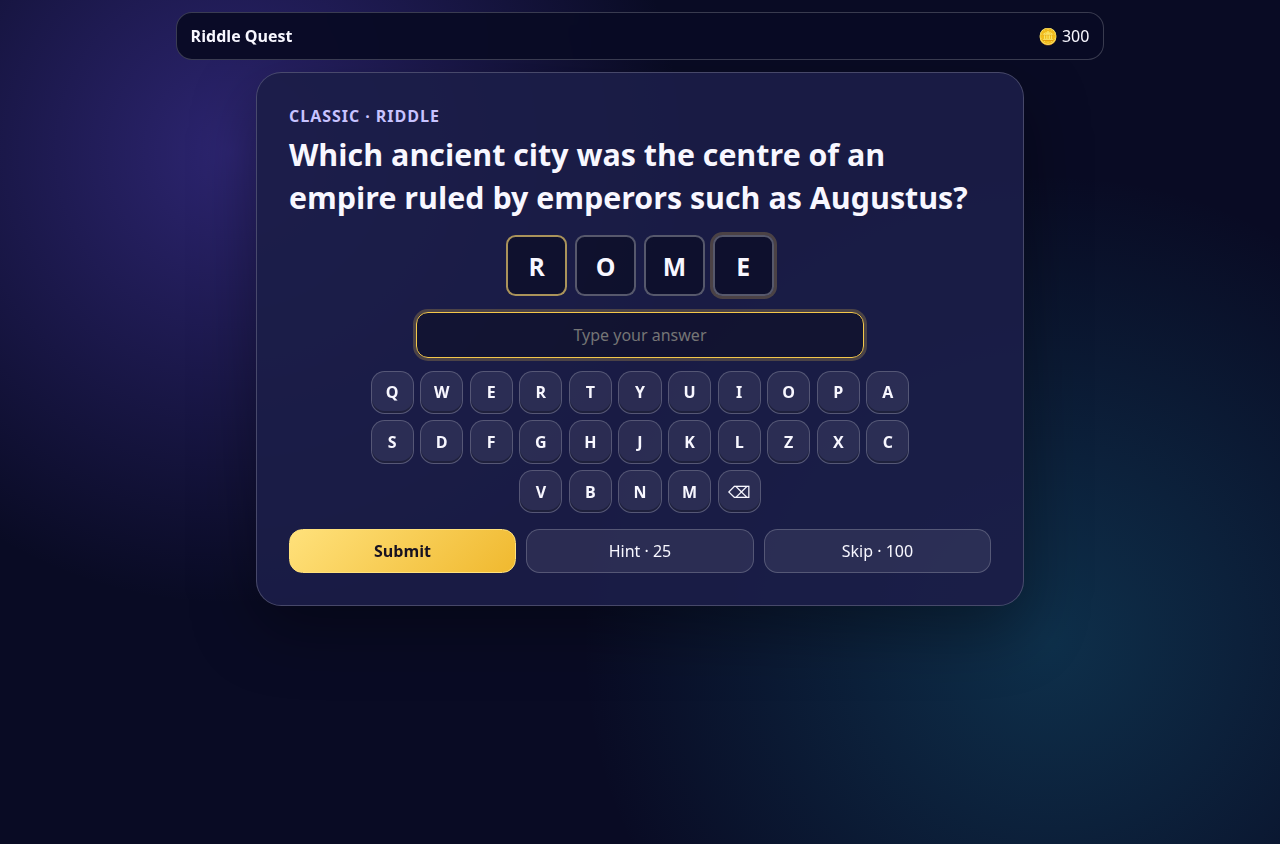 Riddle Quest
🪙 300
CLASSIC · RIDDLE
Which ancient city was the centre of an
empire ruled by emperors such as Augustus?
R O M E
Type your answer
Q W E R T Y U I O P A
S D F G H J K L Z X C
V B N M ⌫
Submit Hint · 25 Skip · 100